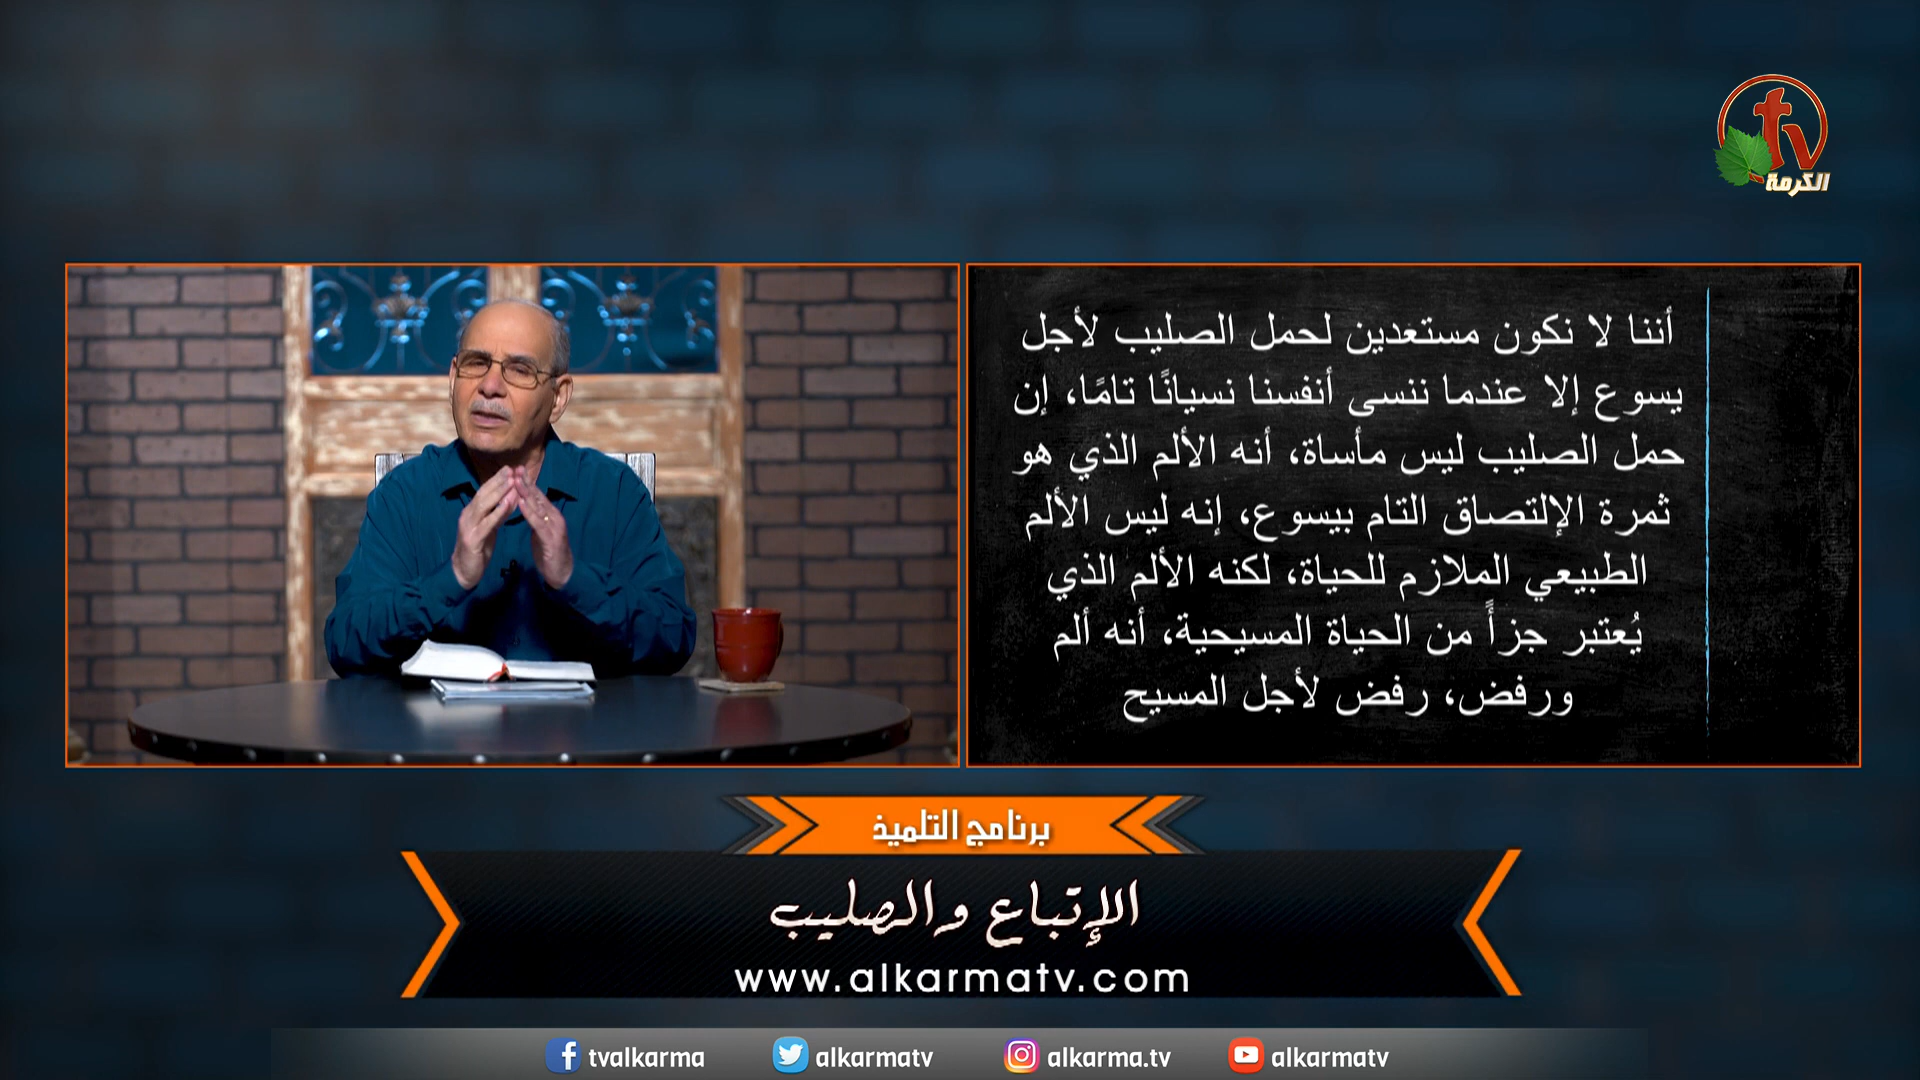 tv
الكرمة
أننا لا نكون مستعدين لحمل الصليب لأجل
يسوع إلا عندما ننسى أنفسنا نسيانًا تامًا، إن
حمل الصليب ليس مأساة، أنه الألم الذي هو
ثمرة الإلتصاق التام بيسوع، إنه ليس الألم
الطبيعي الملازم للحياة، لكنه الألم الذي
يُعتبر جزأً من الحياة المسيحية، أنه ألم
ورفض، رفض لأجل المسيح
برنامج التلميذ
الإتباع والصليب
www.alkarmatv.com
tvalkarma
alkarmatv
alkarma.tv
alkarmatv